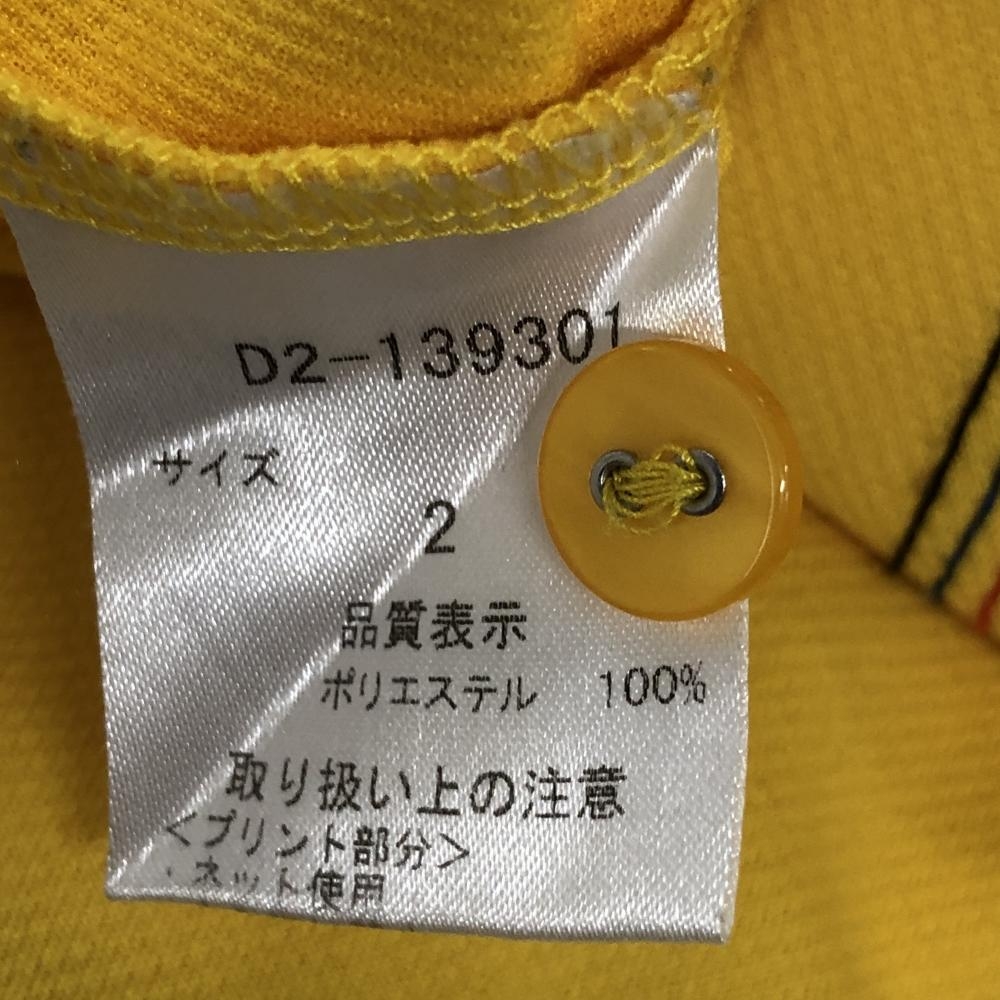 D2-139301
サイズ
2
品質表示
ポリエステル 100%
取り扱い上の注意
<プリント部分>
・ネット使用